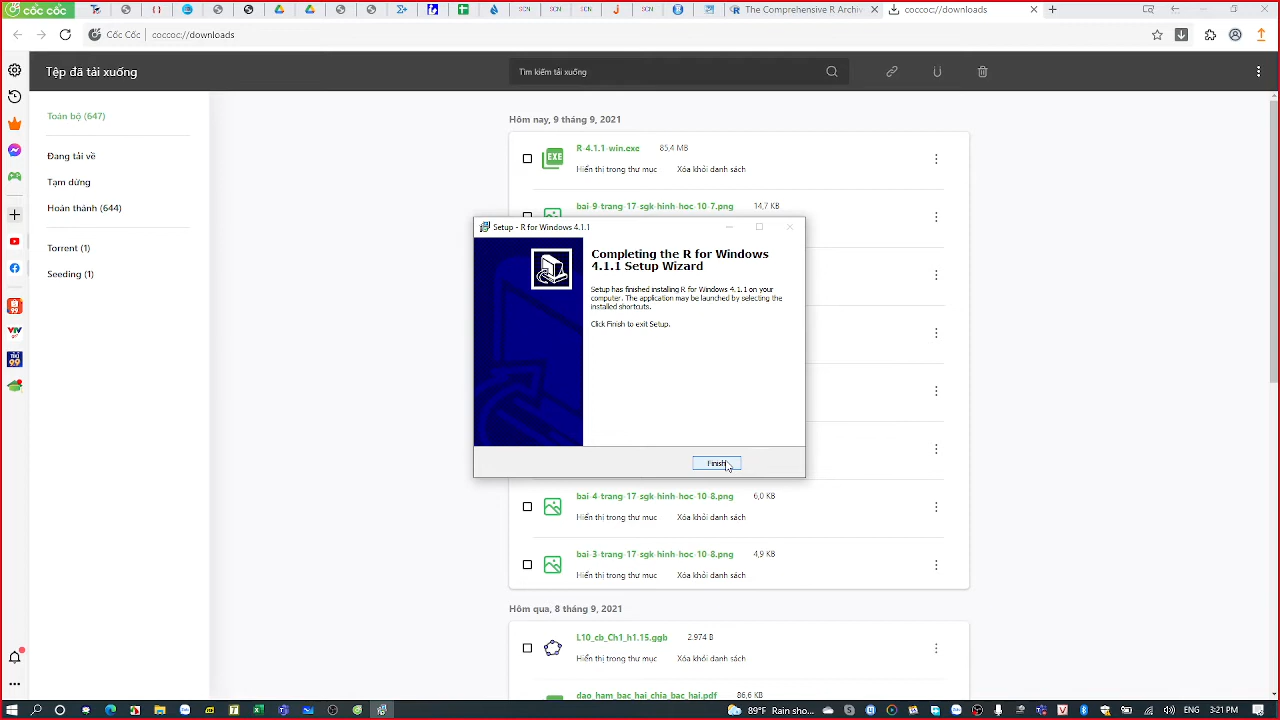 cốc cốc
The Comprehensive R Archiv
coccoc://downloads
Cốc Cốc
coccoc://downloads
Tệp đã tải xuống
Tìm kiếm tải xuống
Toàn bộ (647)
Đang tải về
Tạm dừng
Hoàn thành (644)
Torrent (1)
Seeding (1)
Hôm nay, 9 tháng 9, 2021
R-4.1.1-win.exe
85,4 MB
Hiển thị trong thư mục
Xóa khỏi danh sách
bai-9-trang-17-sgk-hinh-hoc-10-7.png
14,7 KB
Setup - R for Windows 4.1.1
Completing the R for Windows
4.1.1 Setup Wizard
Setup has finished installing R for Windows 4.1.1 on your
computer. The application may be launched by selecting the
installed shortcuts.
Click Finish to exit Setup.
Finish
bai-4-trang-17-sgk-hinh-hoc-10-8.png
6,0 KB
Hiển thị trong thư mục
Xóa khỏi danh sách
bai-3-trang-17-sgk-hinh-hoc-10-8.png
4,9 KB
Hiển thị trong thư mục
Xóa khỏi danh sách
Hôm qua, 8 tháng 9, 2021
L10_cb_Ch1_h1.15.ggb
2.974 B
Hiển thị trong thư mục
Xóa khỏi danh sách
dao_ham_bac_hai_chia_bac_hai.pdf
86,6 KB
89°F Rain sho...
3:21 PM